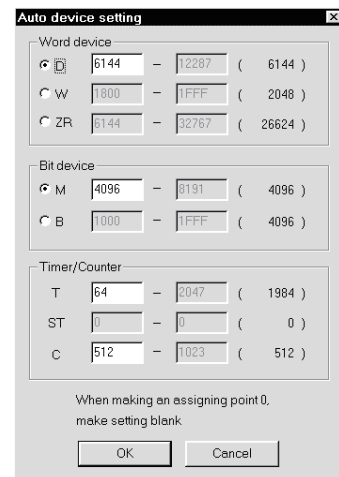 Auto device setting
Word device
D 6144 – 12287 ( 6144 )
W 1800 – 1FFF ( 2048 )
ZR 6144 – 32767 ( 26624 )
Bit device
M 4096 – 8191 ( 4096 )
B 1000 – 1FFF ( 4096 )
Timer/Counter
T 64 – 2047 ( 1984 )
ST 0 – 0 ( 0 )
C 512 – 1023 ( 512 )
When making an assigning point 0,
make setting blank
OK Cancel